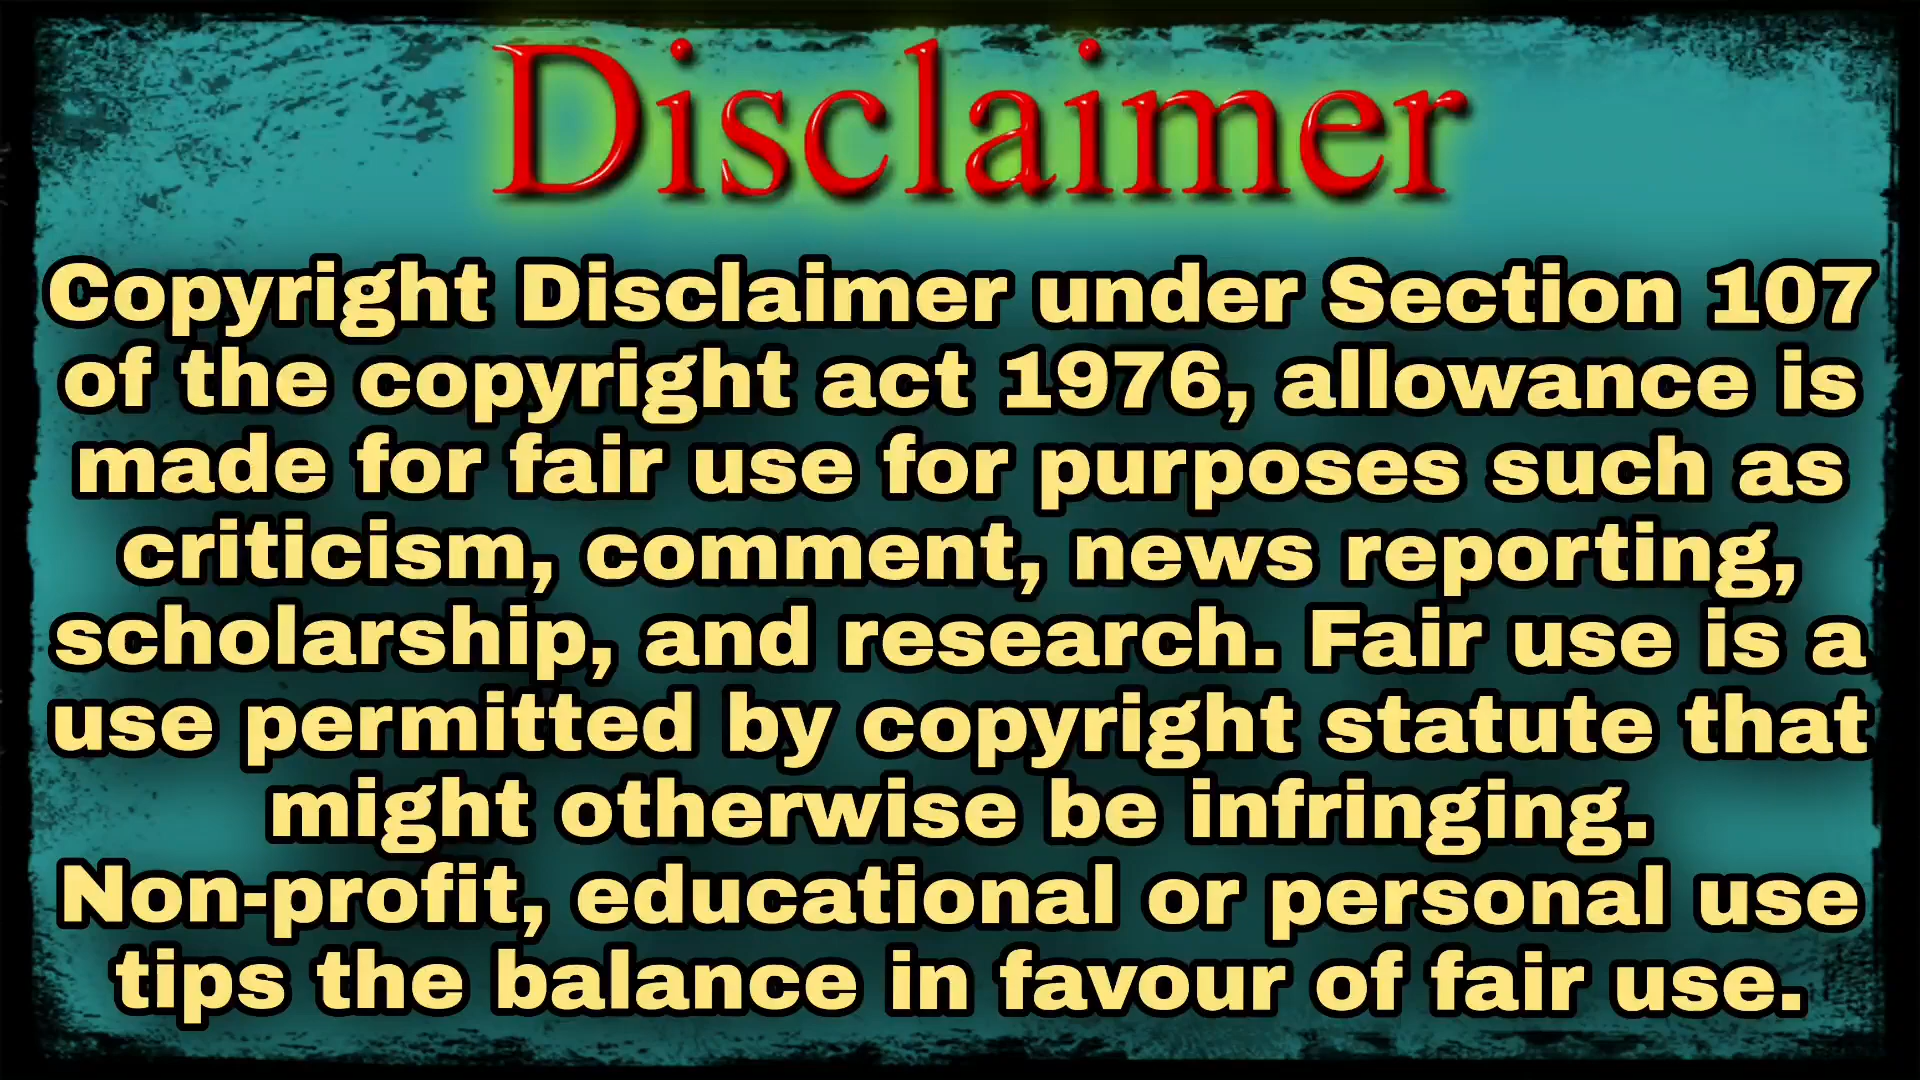 Disclaimer
Copyright Disclaimer under Section 107
of the copyright act 1976, allowance is
made for fair use for purposes such as
criticism, comment, news reporting,
scholarship, and research. Fair use is a
use permitted by copyright statute that
might otherwise be infringing.
Non-profit, educational or personal use
tips the balance in favour of fair use.